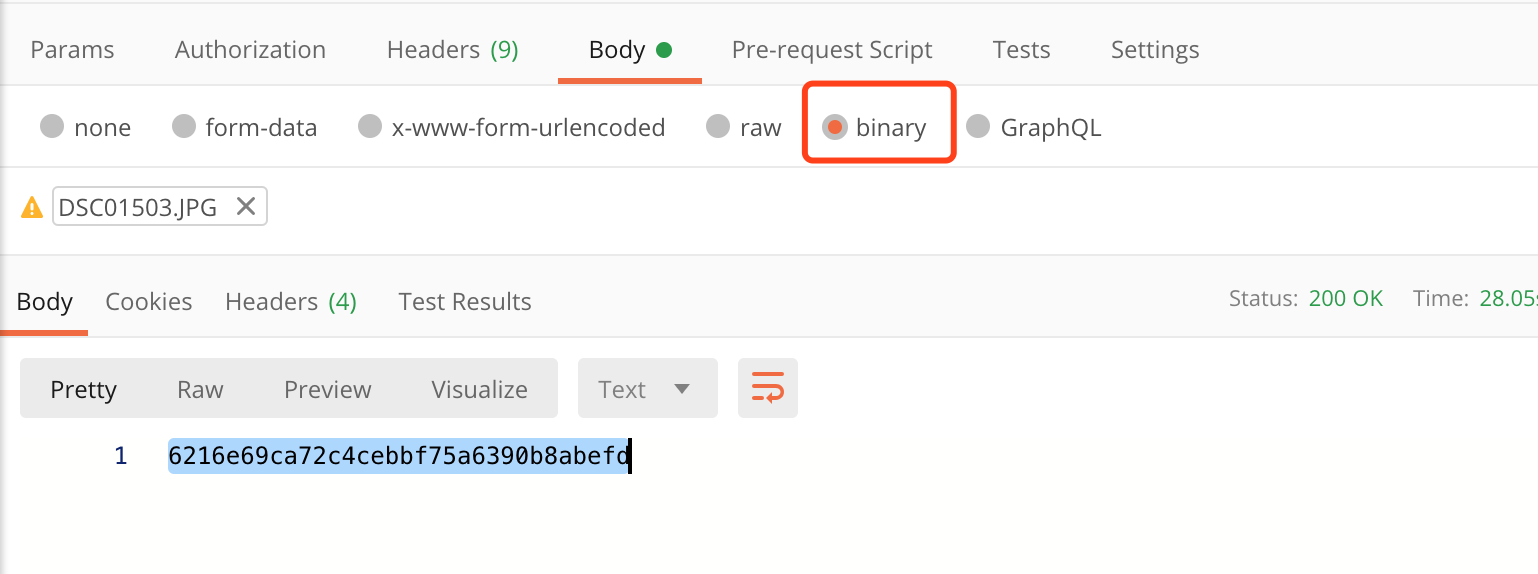 Params Authorization Headers (9) Body Pre-request Script Tests Settings
none form-data x-www-form-urlencoded raw binary GraphQL
DSC01503.JPG
Body Cookies Headers (4) Test Results Status: 200 OK Time: 28.05s
Pretty Raw Preview Visualize Text
1 6216e69ca72c4cebbf75a6390b8abefd